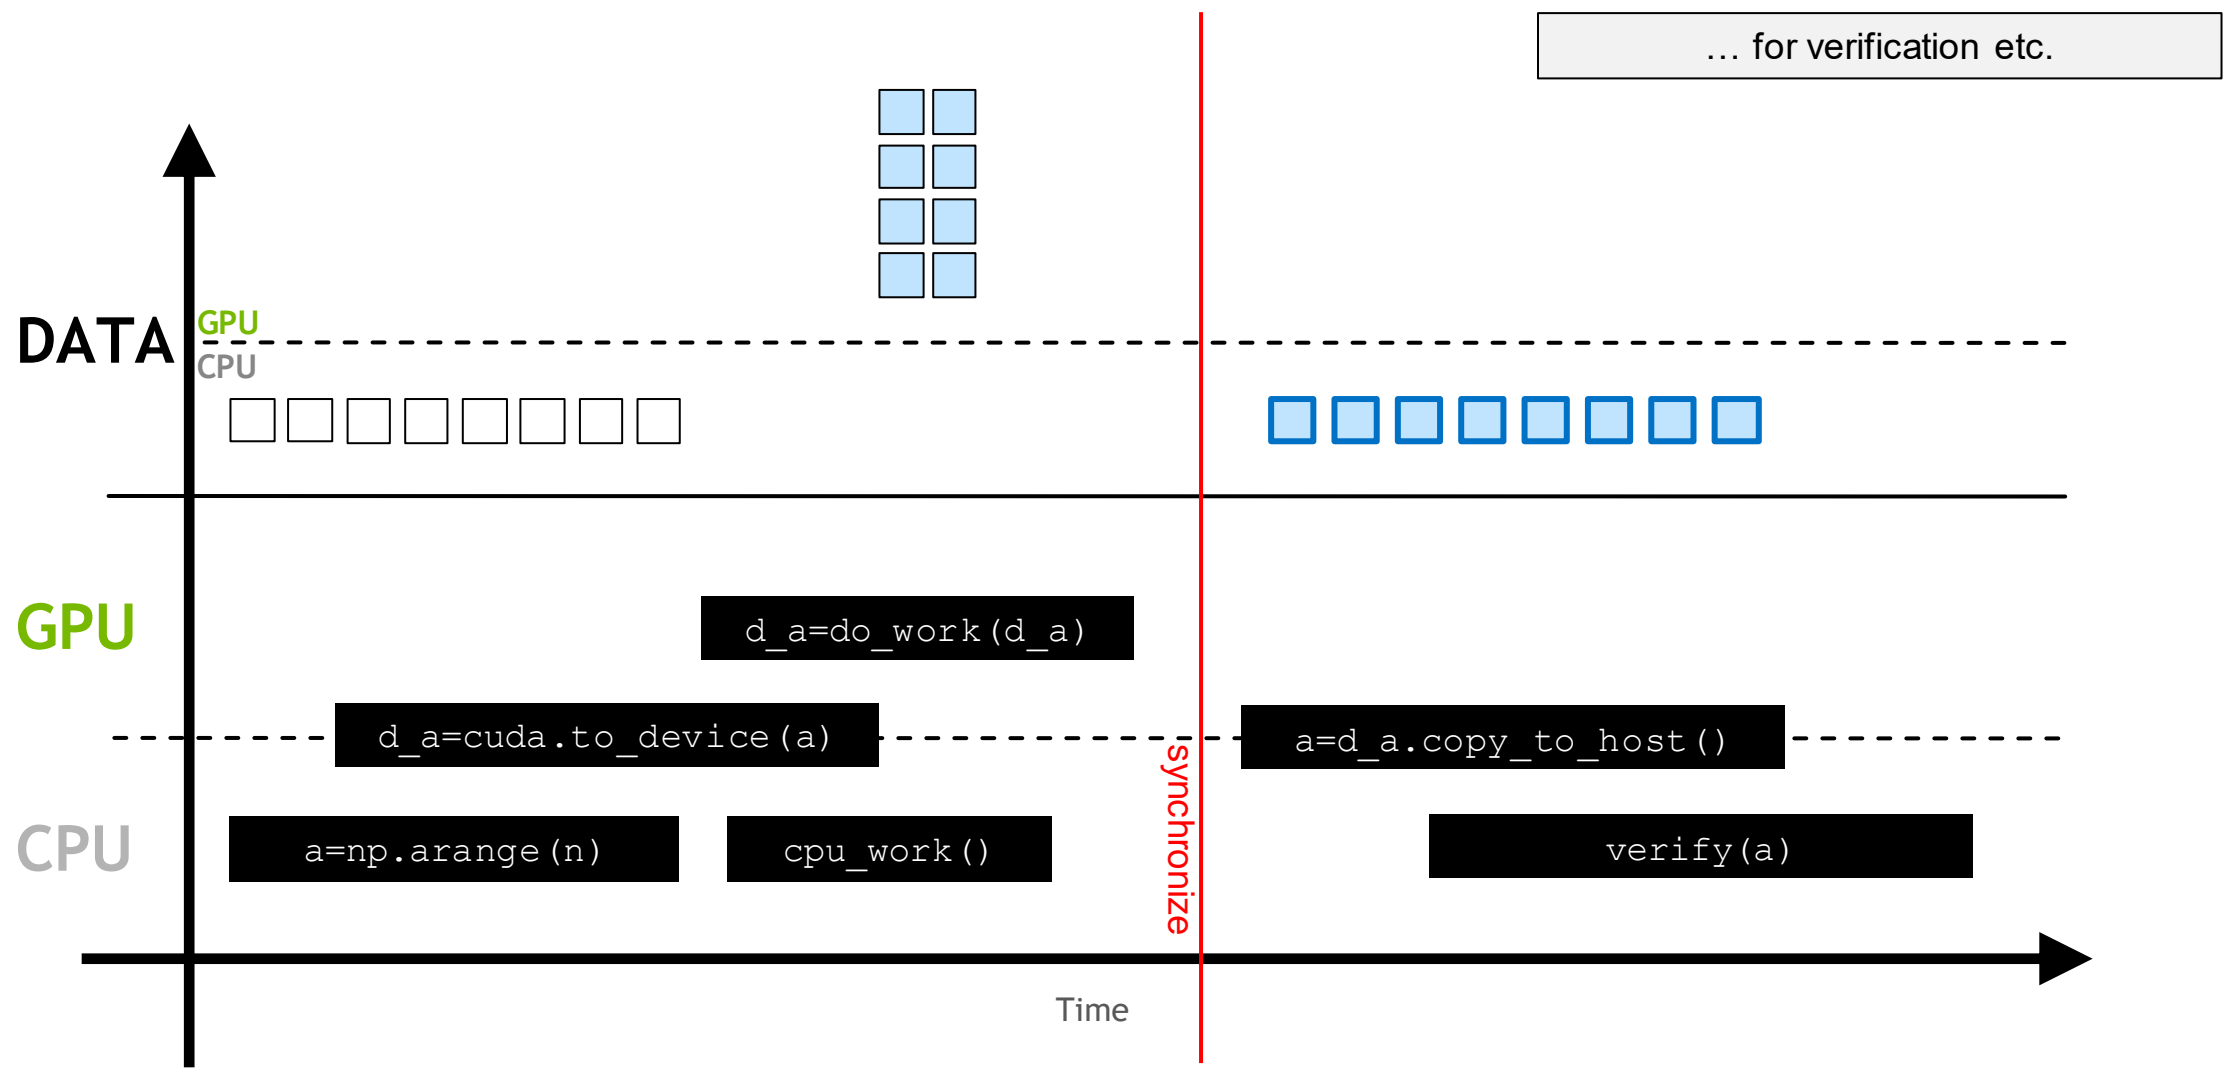 … for verification etc.
DATA
GPU
CPU
GPU
d_a=do_work(d_a)
d_a=cuda.to_device(a)
a=d_a.copy_to_host()
synchronize
CPU
a=np.arange(n)
cpu_work()
verify(a)
Time